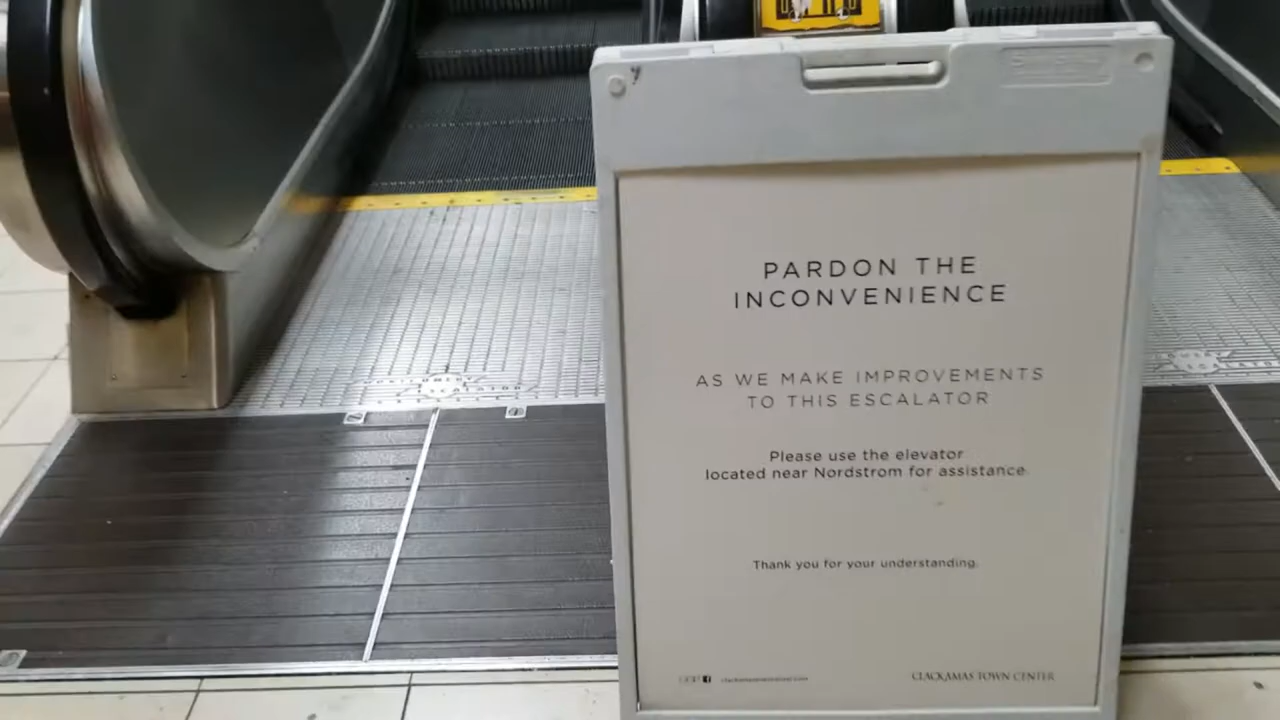 PARDON THE
INCONVENIENCE
AS WE MAKE IMPROVEMENTS
TO THIS ESCALATOR
Please use the elevator
located near Nordstrom for assistance
Thank you for your understanding.
CLACKAMAS TOWN CENTER